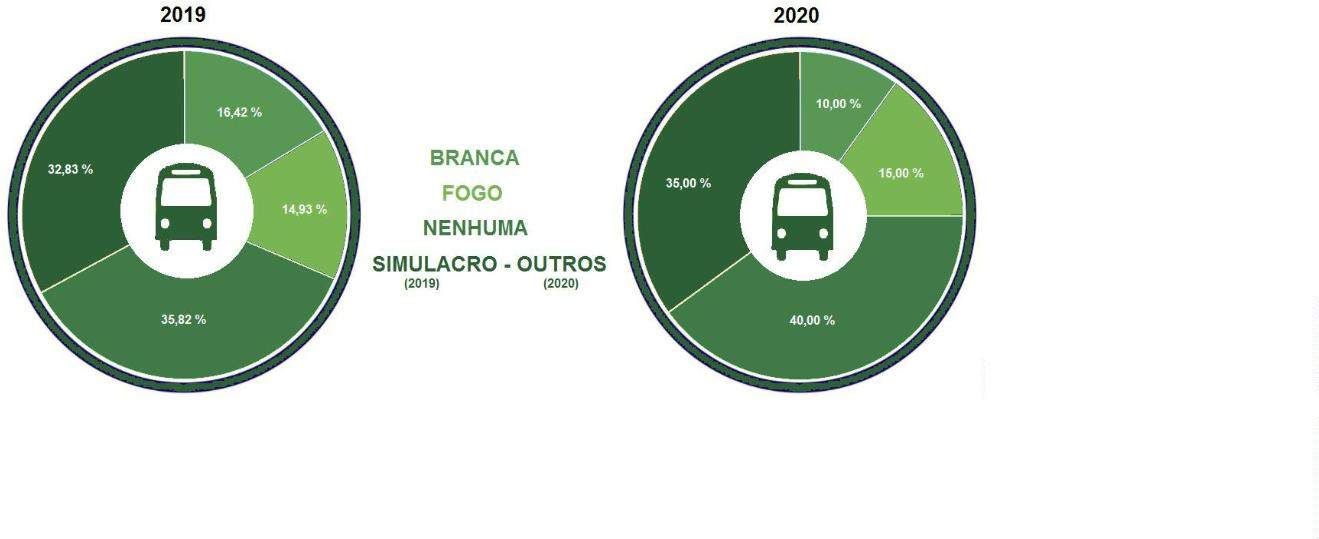 2019
16,42 %
32,83 %
14,93 %
35,82 %
BRANCA
FOGO
NENHUMA
SIMULACRO - OUTROS
(2019) (2020)
2020
10,00 %
15,00 %
35,00 %
40,00 %